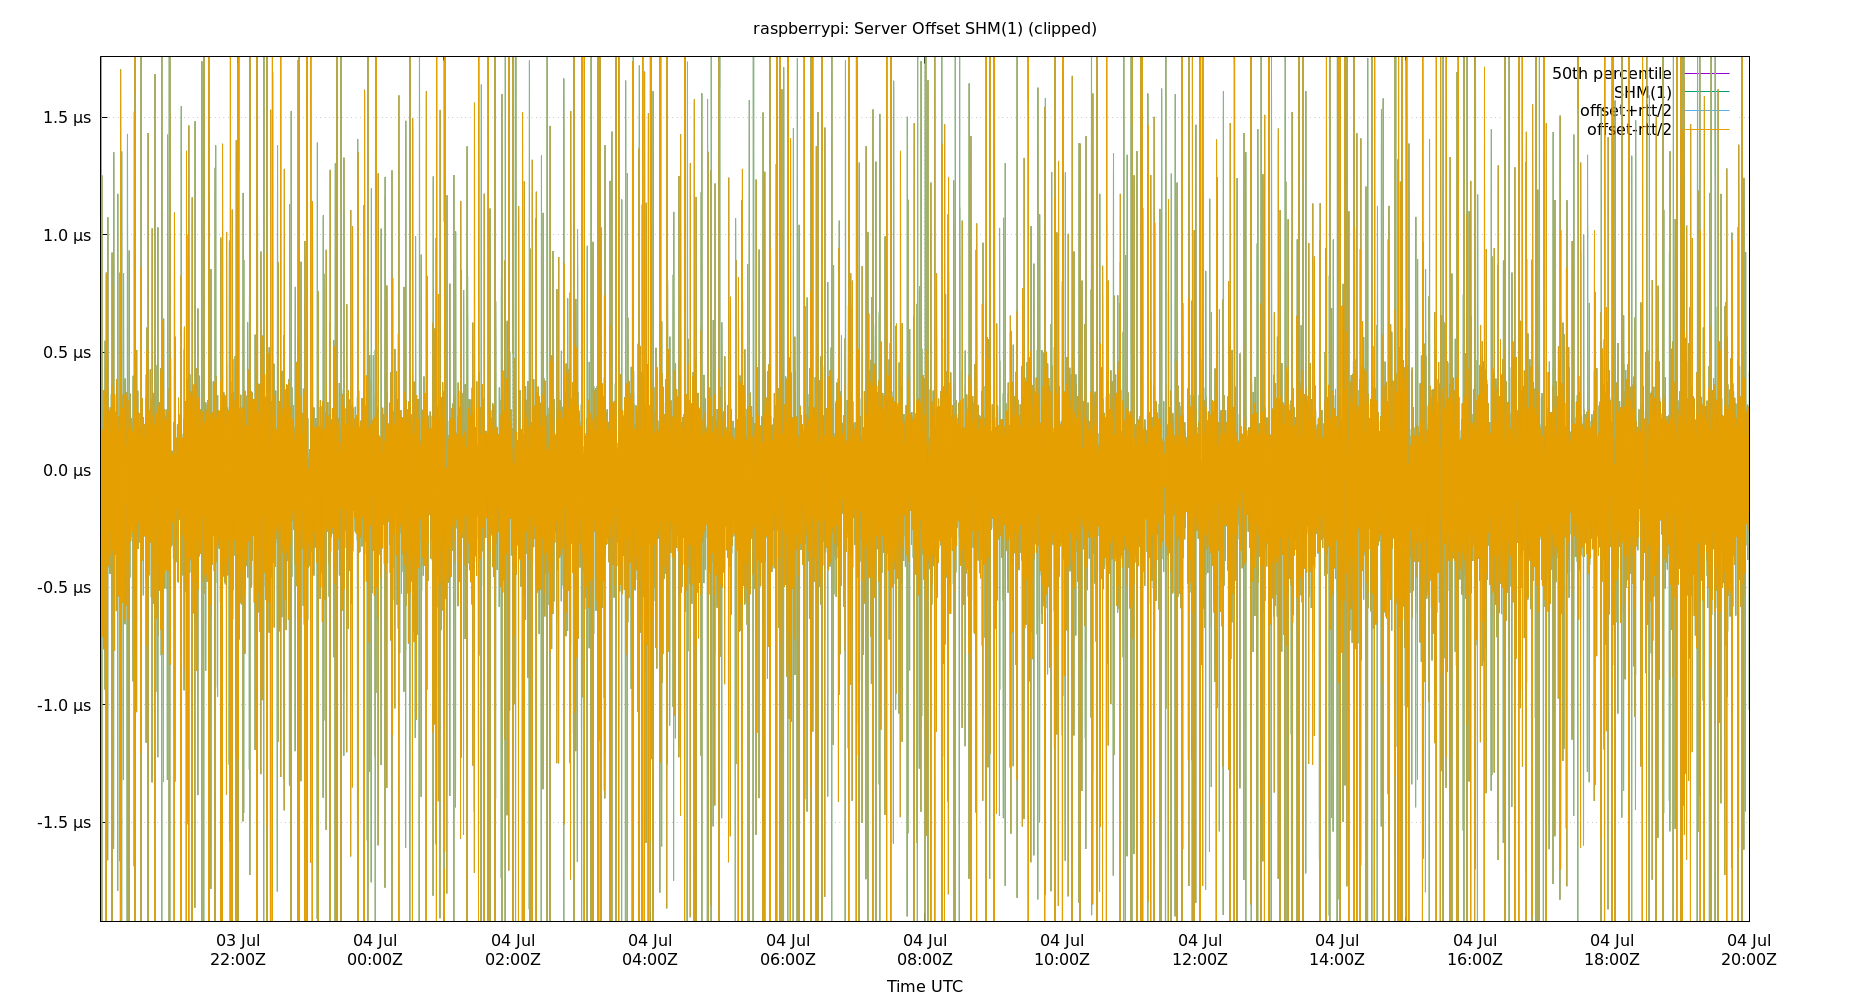 raspberrypi: Server Offset SHM(1) (clipped)
50th percentile
SHM(1)
offset+rtt/2
offset-rtt/2
1.5 µs
1.0 µs
0.5 µs
0.0 µs
-0.5 µs
-1.0 µs
-1.5 µs
03 Jul 04 Jul 04 Jul 04 Jul 04 Jul 04 Jul 04 Jul 04 Jul 04 Jul 04 Jul 04 Jul 04 Jul
22:00Z 00:00Z 02:00Z 04:00Z 06:00Z 08:00Z 10:00Z 12:00Z 14:00Z 16:00Z 18:00Z 20:00Z
Time UTC